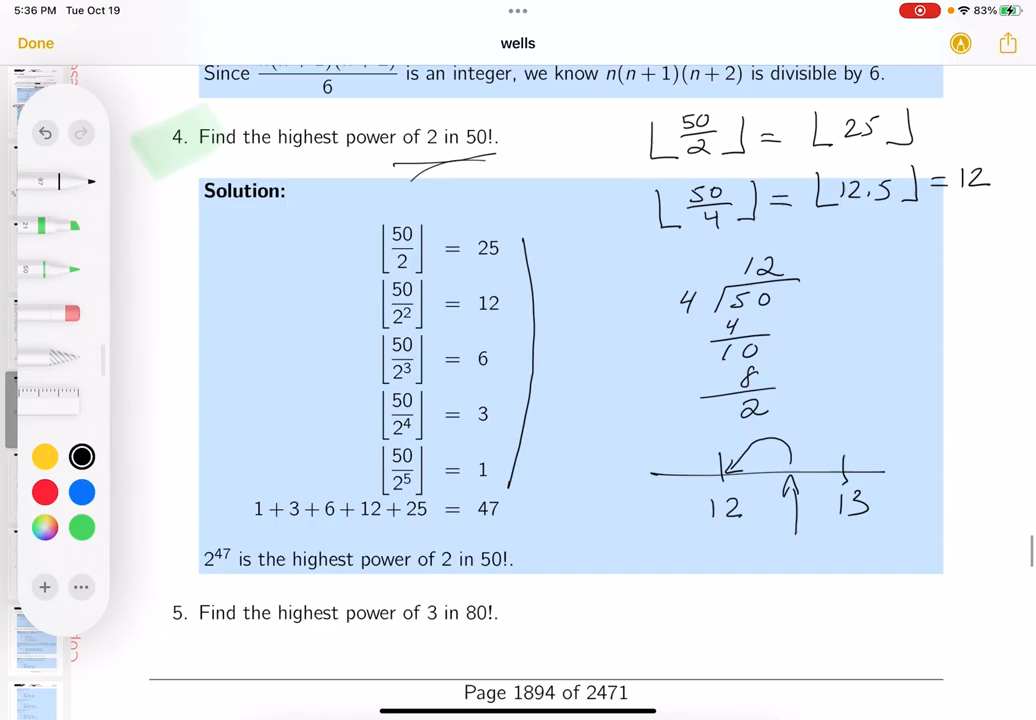 5:36 PM Tue Oct 19
83%
Done
wells
Since
6
is an integer, we know n(n + 1)(n + 2) is divisible by 6.
4. Find the highest power of 2 in 50!.
⌊50/2⌋ = ⌊25⌋
⌊50/4⌋ = ⌊12.5⌋ = 12
Solution:
⌊50/2⌋ = 25
⌊50/2²⌋ = 12
⌊50/2³⌋ = 6
⌊50/2⁴⌋ = 3
⌊50/2⁵⌋ = 1
1 + 3 + 6 + 12 + 25 = 47
2⁴⁷ is the highest power of 2 in 50!.
12
4 50
4
10
8
2
12 13
5. Find the highest power of 3 in 80!.
Page 1894 of 2471
97
50